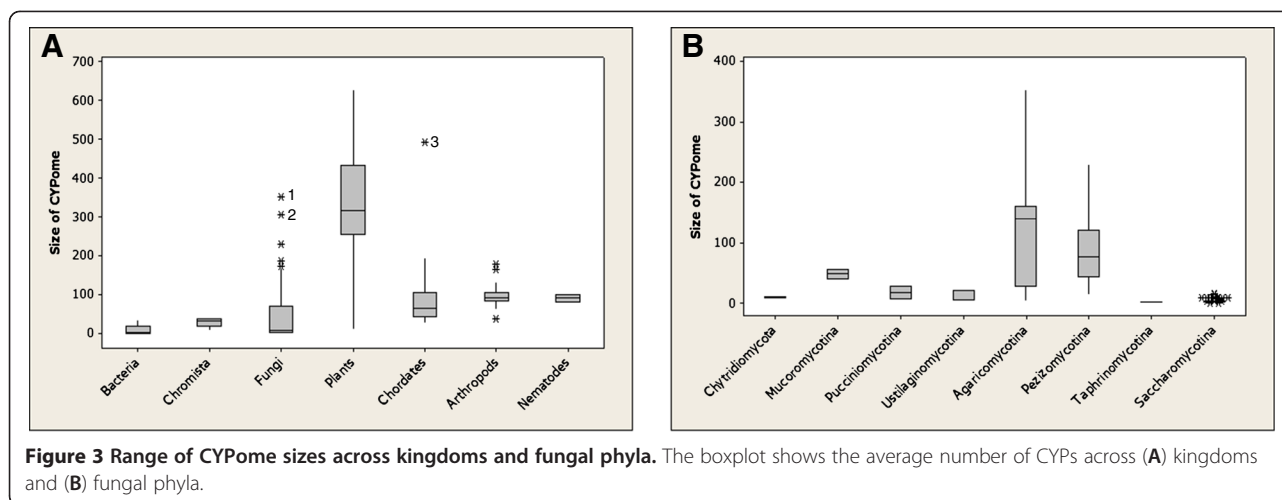 A
Size of CYPome
700
600
500
400
300
200
100
0
1
2
3
Bacteria
Chromista
Fungi
Plants
Chordates
Arthropods
Nematodes
B
Size of CYPome
400
300
200
100
0
Chytridiomycota
Mucoromycotina
Pucciniomycotina
Ustilaginomycotina
Agaricomycotina
Pezizomycotina
Taphrinomycotina
Saccharomycotina
Figure 3 Range of CYPome sizes across kingdoms and fungal phyla. The boxplot shows the average number of CYPs across (A) kingdoms
and (B) fungal phyla.